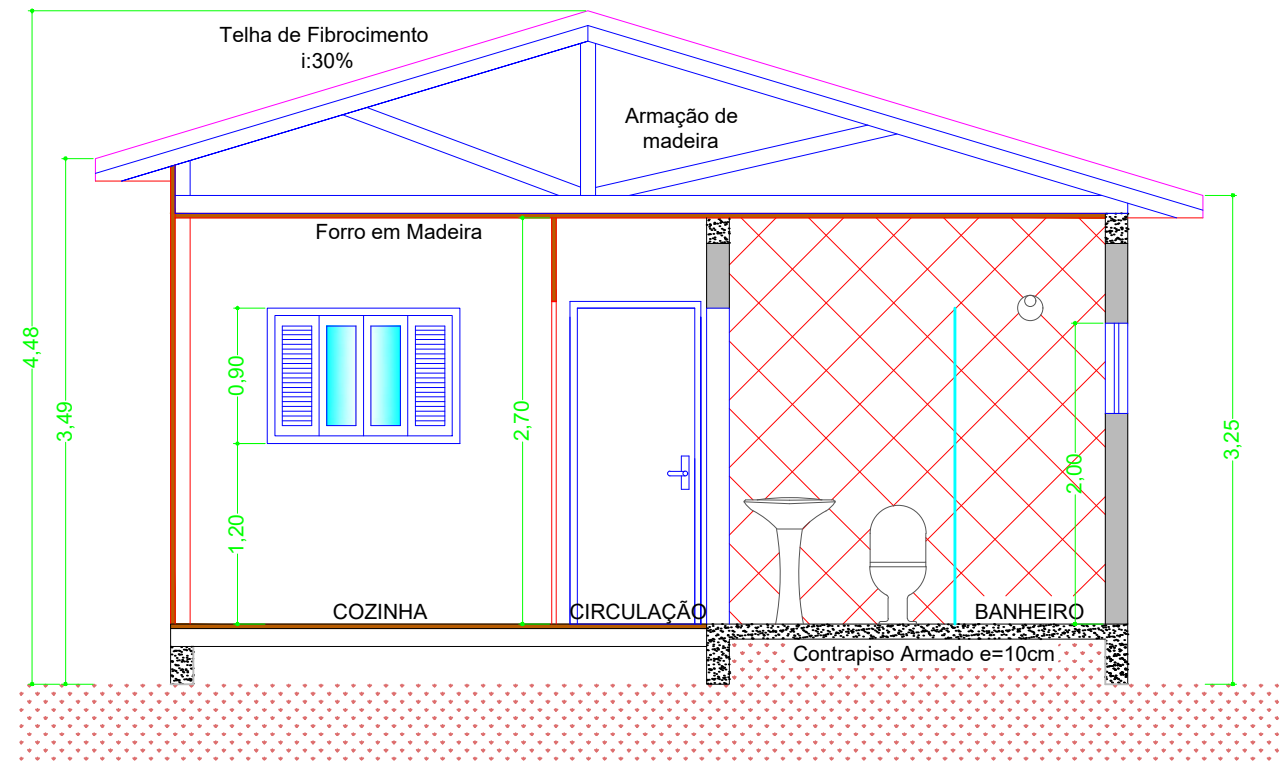 Telha de Fibrocimento
i:30%
Armação de
madeira
Forro em Madeira
4,48
3,49
0,90
1,20
2,70
2,00
3,25
COZINHA
CIRCULAÇÃO
BANHEIRO
Contrapiso Armado e=10cm